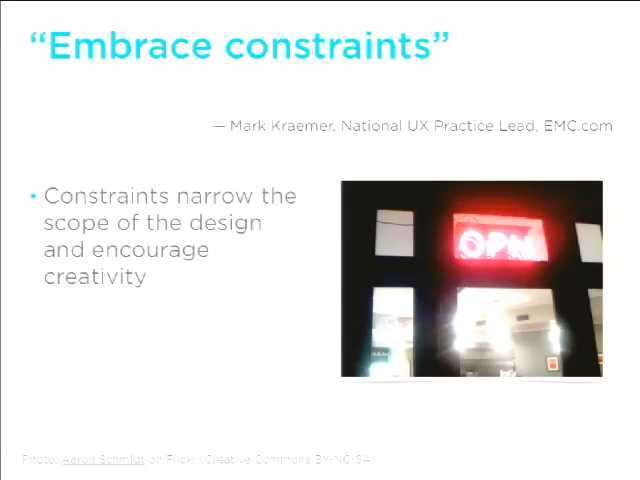 “Embrace constraints”
— Mark Kraemer, National UX Practice Lead, EMC.com
• Constraints narrow the
scope of the design
and encourage
creativity
OPN
Photo: Aaron Schmidt on Flickr (Creative Commons BY-NC-SA)